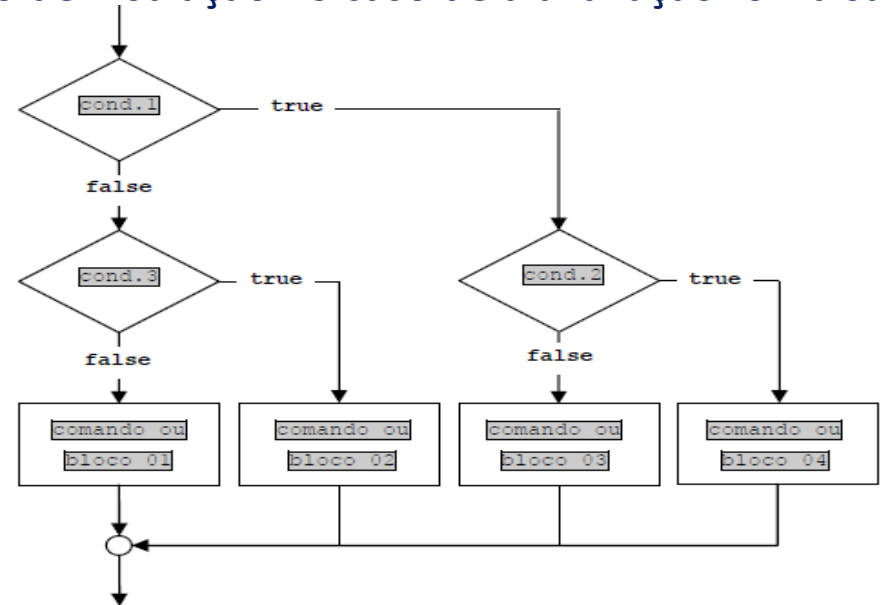 cond.1
true
false
cond.3
true
cond.2
true
false
false
comando ou
bloco 01
comando ou
bloco 02
comando ou
bloco 03
comando ou
bloco 04